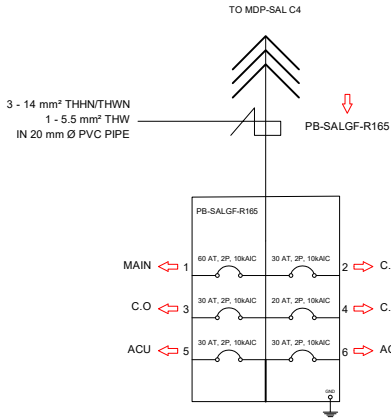 TO MDP-SAL C4
3 - 14 mm² THHN/THWN
1 - 5.5 mm² THW
IN 20 mm Ø PVC PIPE
PB-SALGF-R165
PB-SALGF-R165
MAIN 1 60 AT, 2P, 10kAIC 30 AT, 2P, 10kAIC 2 C.
C.O 3 30 AT, 2P, 10kAIC 20 AT, 2P, 10kAIC 4 C.
ACU 5 30 AT, 2P, 10kAIC 30 AT, 2P, 10kAIC 6 AC
GND